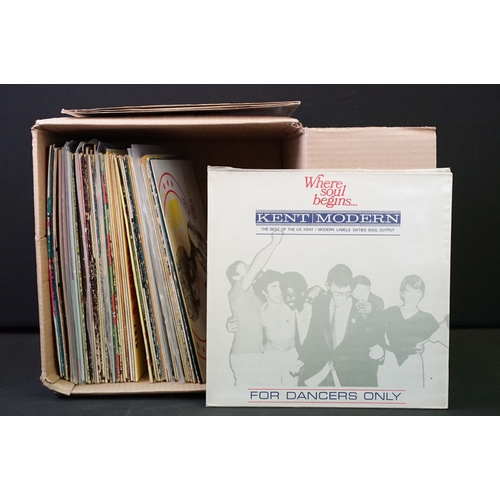 Where
soul
begins...
KENT MODERN
THE BEST OF THE US KENT / MODERN LABELS' SIXTIES SOUL OUTPUT
FOR DANCERS ONLY